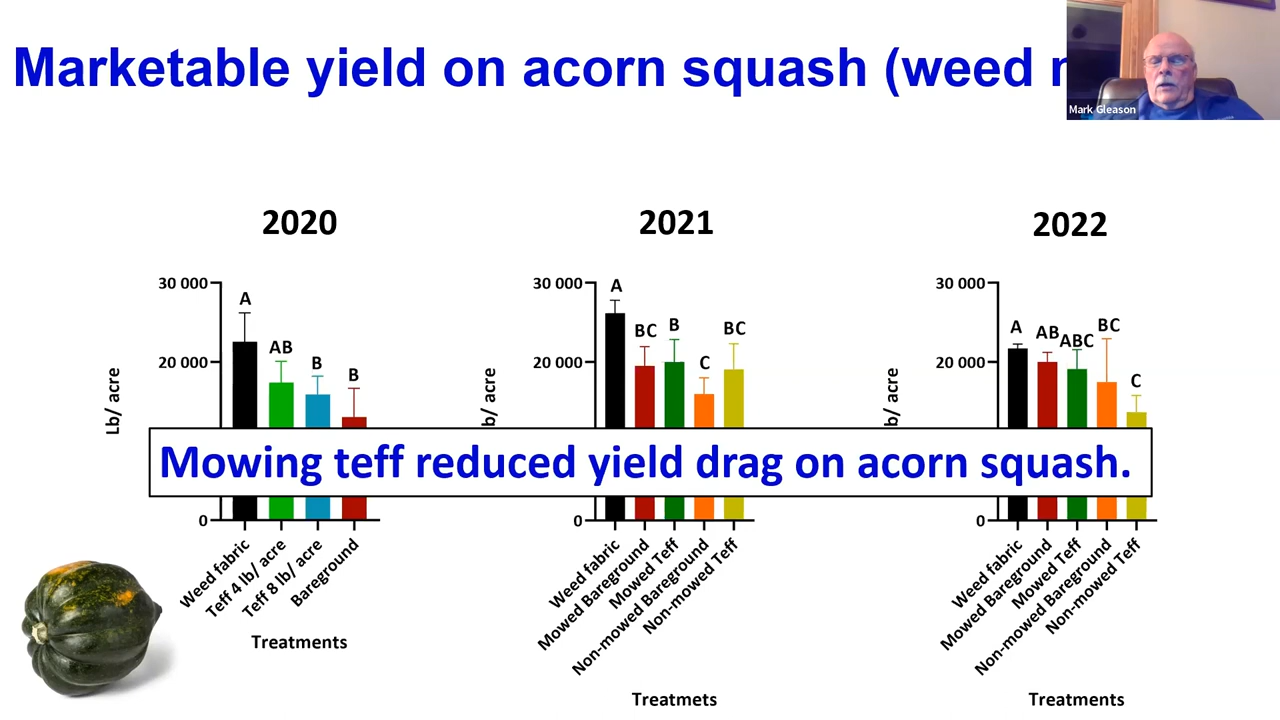 Marketable yield on acorn squash (weed
Mark Gleason
2020
2021
2022
30 000
20 000
0
Lb/ acre
A
AB
B
B
Weed fabric
Teff 4 lb/ acre
Teff 8 lb/ acre
Bareground
Treatments
30 000
20 000
0
b/ acre
A
BC
B
C
BC
Weed fabric
Mowed Bareground
Mowed Teff
Non-mowed Bareground
Non-mowed Teff
Treatmets
30 000
20 000
0
b/ acre
A
AB
ABC
BC
C
Weed fabric
Mowed Bareground
Mowed Teff
Non-mowed Bareground
Non-mowed Teff
Treatments
Mowing teff reduced yield drag on acorn squash.